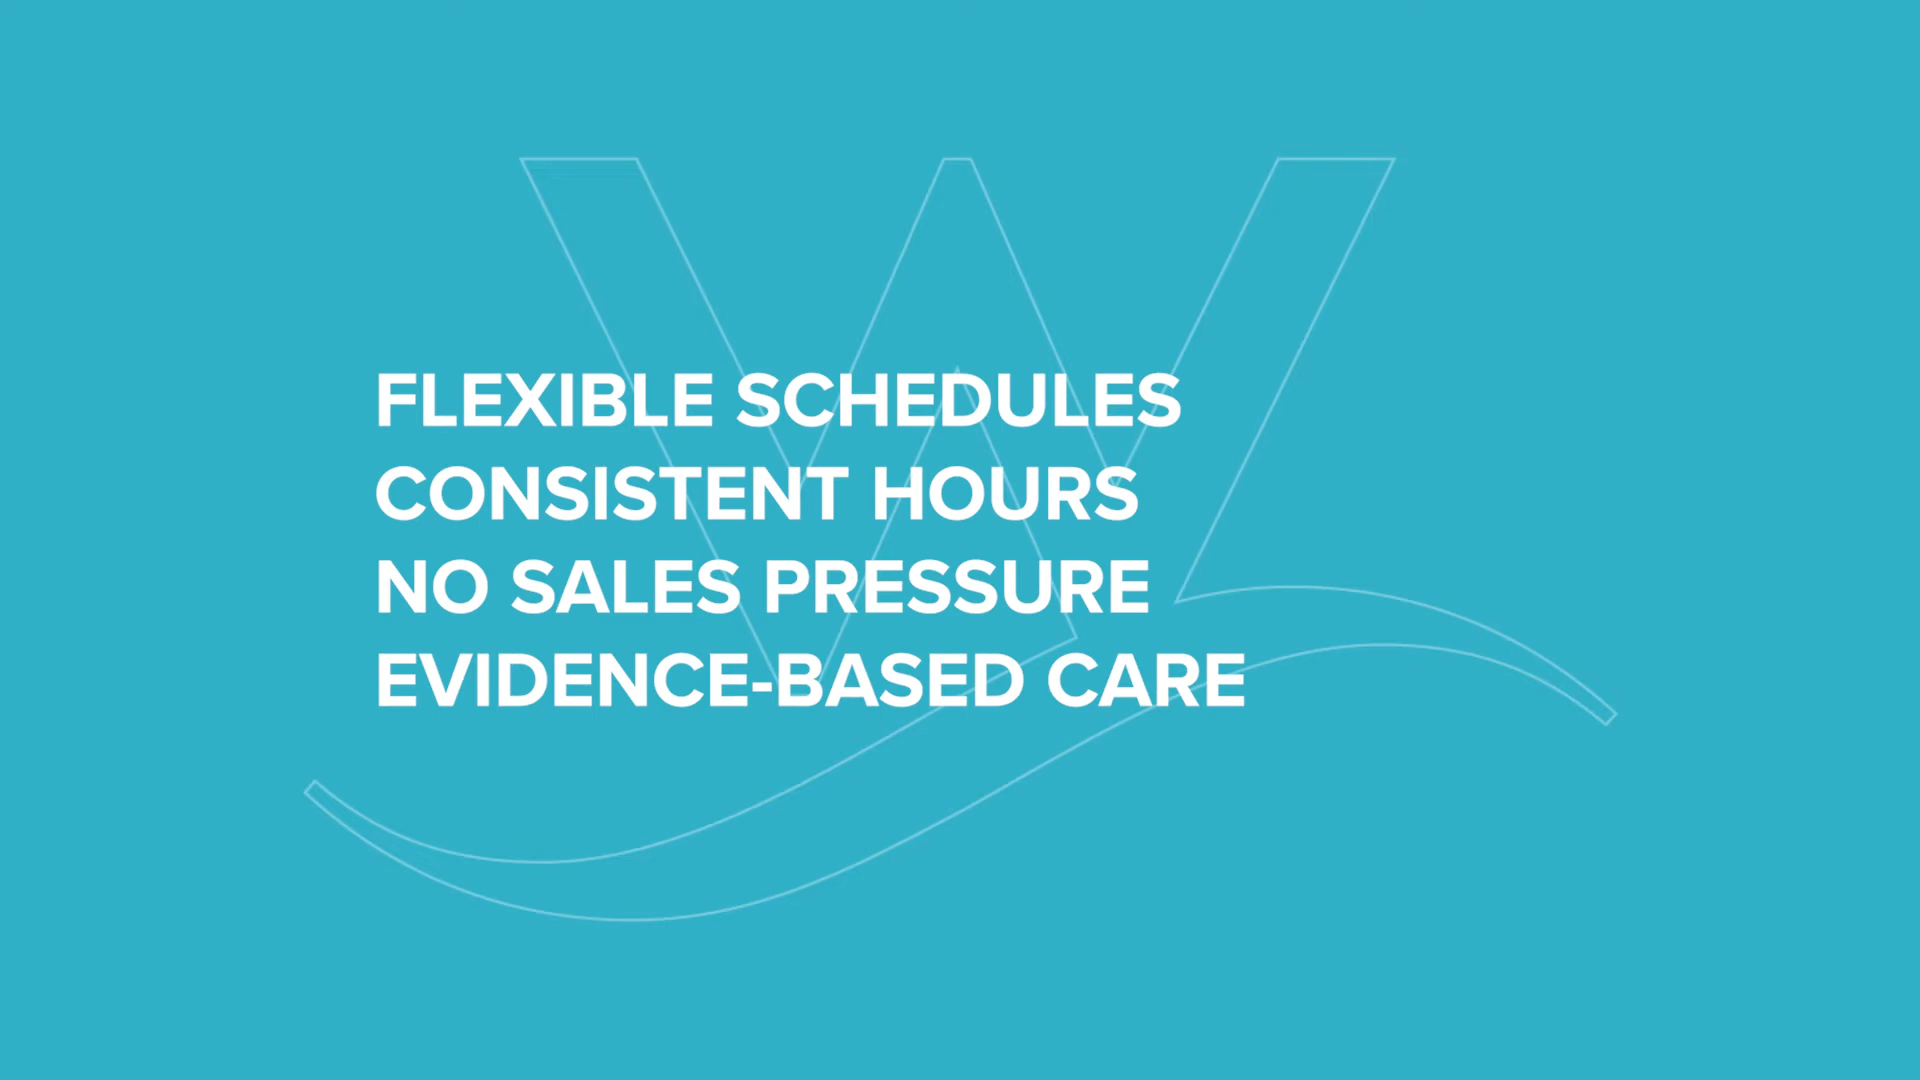 FLEXIBLE SCHEDULES
CONSISTENT HOURS
NO SALES PRESSURE
EVIDENCE-BASED CARE